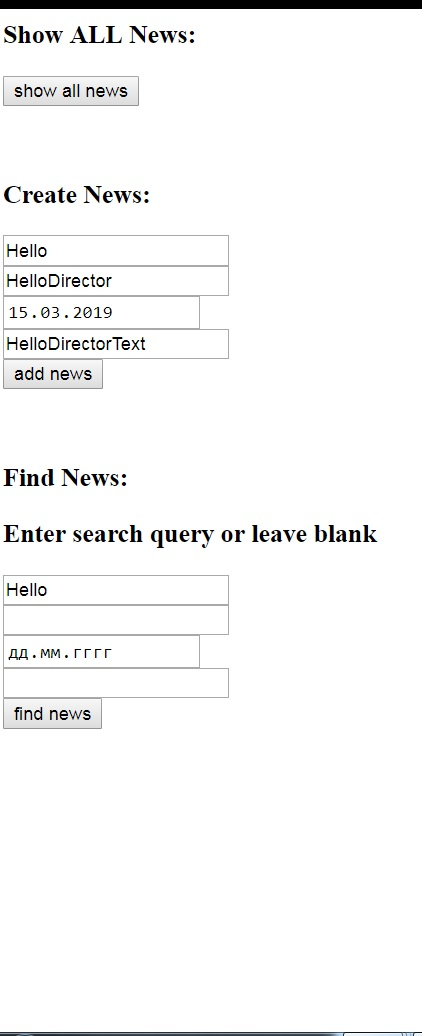 Show ALL News:
show all news
Create News:
Hello
HelloDirector
15.03.2019
HelloDirectorText
add news
Find News:
Enter search query or leave blank
Hello
дд.мм.гггг
find news